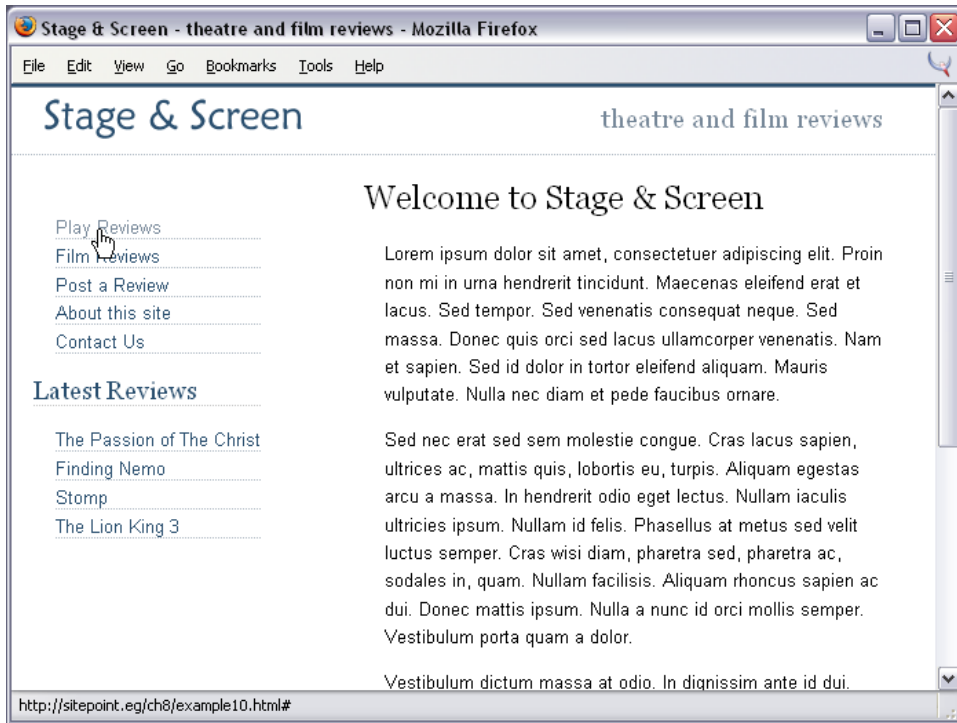 Stage & Screen - theatre and film reviews - Mozilla Firefox
File Edit View Go Bookmarks Tools Help
Stage & Screen
theatre and film reviews
Play Reviews
Film Reviews
Post a Review
About this site
Contact Us
Latest Reviews
The Passion of The Christ
Finding Nemo
Stomp
The Lion King 3
Welcome to Stage & Screen
Lorem ipsum dolor sit amet, consectetuer adipiscing elit. Proin
non mi in urna hendrerit tincidunt. Maecenas eleifend erat et
lacus. Sed tempor. Sed venenatis consequat neque. Sed
massa. Donec quis orci sed lacus ullamcorper venenatis. Nam
et sapien. Sed id dolor in tortor eleifend aliquam. Mauris
vulputate. Nulla nec diam et pede faucibus ornare.
Sed nec erat sed sem molestie congue. Cras lacus sapien,
ultrices ac, mattis quis, lobortis eu, turpis. Aliquam egestas
arcu a massa. In hendrerit odio eget lectus. Nullam iaculis
ultricies ipsum. Nullam id felis. Phasellus at metus sed velit
luctus semper. Cras wisi diam, pharetra sed, pharetra ac,
sodales in, quam. Nullam facilisis. Aliquam rhoncus sapien ac
dui. Donec mattis ipsum. Nulla a nunc id orci mollis semper.
Vestibulum porta quam a dolor.
Vestibulum dictum massa at odio. In dignissim ante id dui.
http://sitepoint.eg/ch8/example10.html#